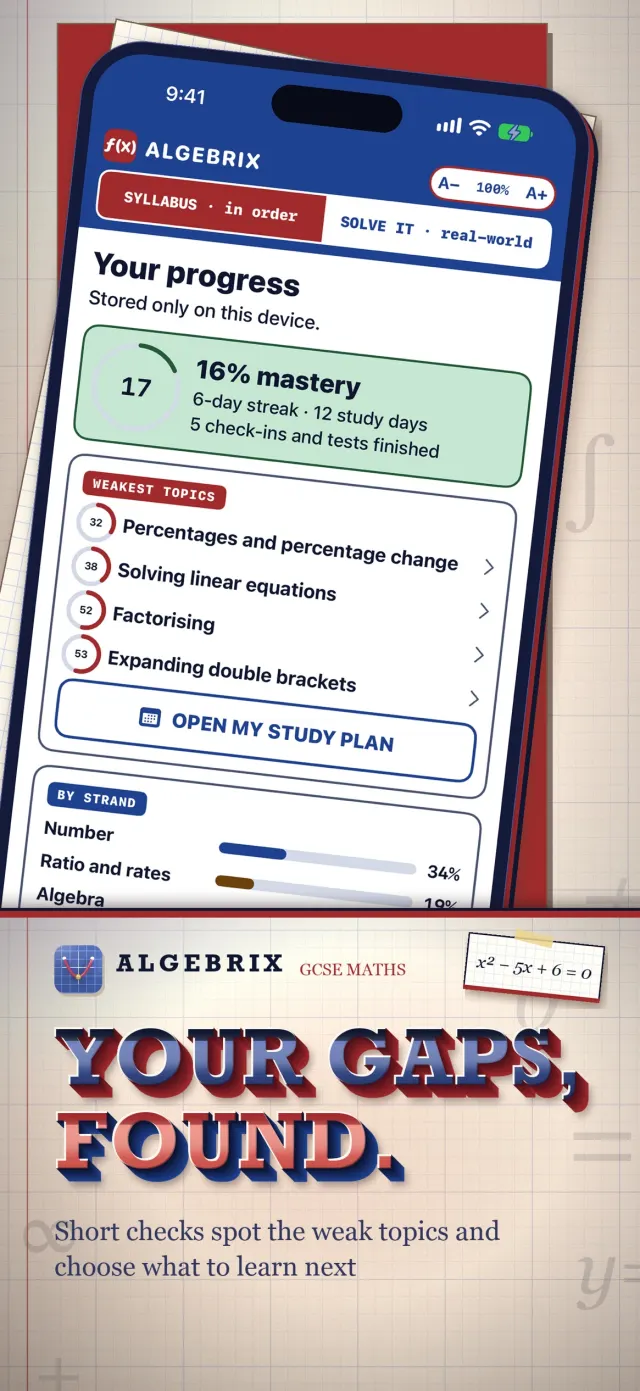 9:41
f(x) ALGEBRIX
A− 100% A+
SYLLABUS · in order
SOLVE IT · real-world
Your progress
Stored only on this device.
17
16% mastery
6-day streak · 12 study days
5 check-ins and tests finished
WEAKEST TOPICS
32 Percentages and percentage change
38 Solving linear equations
52 Factorising
53 Expanding double brackets
OPEN MY STUDY PLAN
BY STRAND
Number 34%
Ratio and rates 19%
Algebra
ALGEBRIX GCSE MATHS
x² − 5x + 6 = 0
YOUR GAPS,
FOUND.
Short checks spot the weak topics and
choose what to learn next
∫
=
∞
y=
+